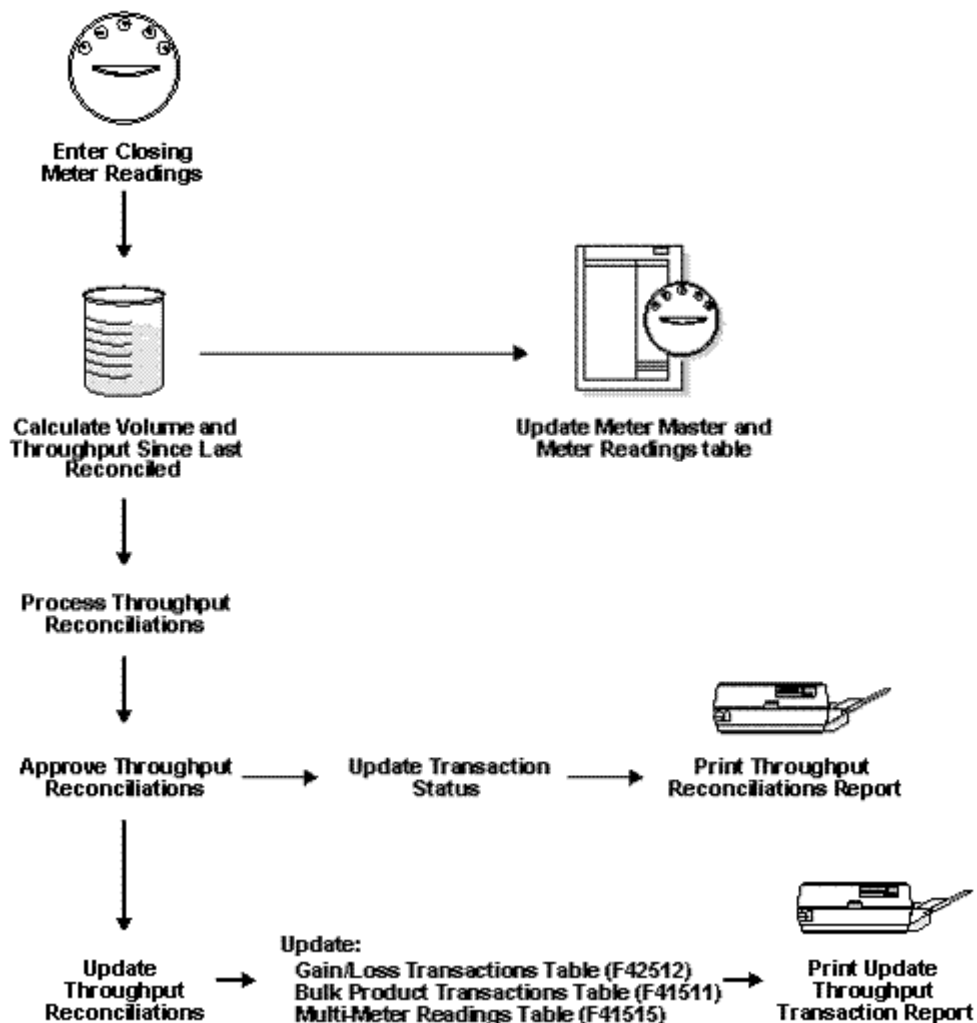 Enter Closing
Meter Readings
Calculate Volume and
Throughput Since Last
Reconciled
Update Meter Master and
Meter Readings table
Process Throughput
Reconciliations
Approve Throughput
Reconciliations
Update Transaction
Status
Print Throughput
Reconciliations Report
Update
Throughput
Reconciliations
Update:
Gain/Loss Transactions Table (F42512)
Bulk Product Transactions Table (F41511)
Multi-Meter Readings Table (F41515)
Print Update
Throughput
Transaction Report